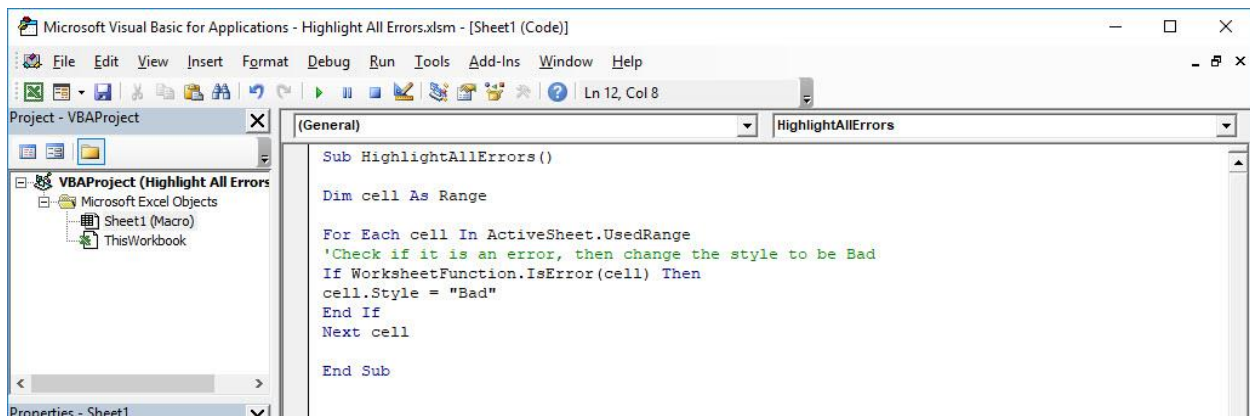 Microsoft Visual Basic for Applications - Highlight All Errors.xlsm - [Sheet1 (Code)]
File Edit View Insert Format Debug Run Tools Add-Ins Window Help
Ln 12, Col 8
Project - VBAProject
(General) HighlightAllErrors
VBAProject (Highlight All Errors
Microsoft Excel Objects
Sheet1 (Macro)
ThisWorkbook
Sub HighlightAllErrors()
Dim cell As Range
For Each cell In ActiveSheet.UsedRange
'Check if it is an error, then change the style to be Bad
If WorksheetFunction.IsError(cell) Then
cell.Style = "Bad"
End If
Next cell
End Sub
Properties - Sheet1